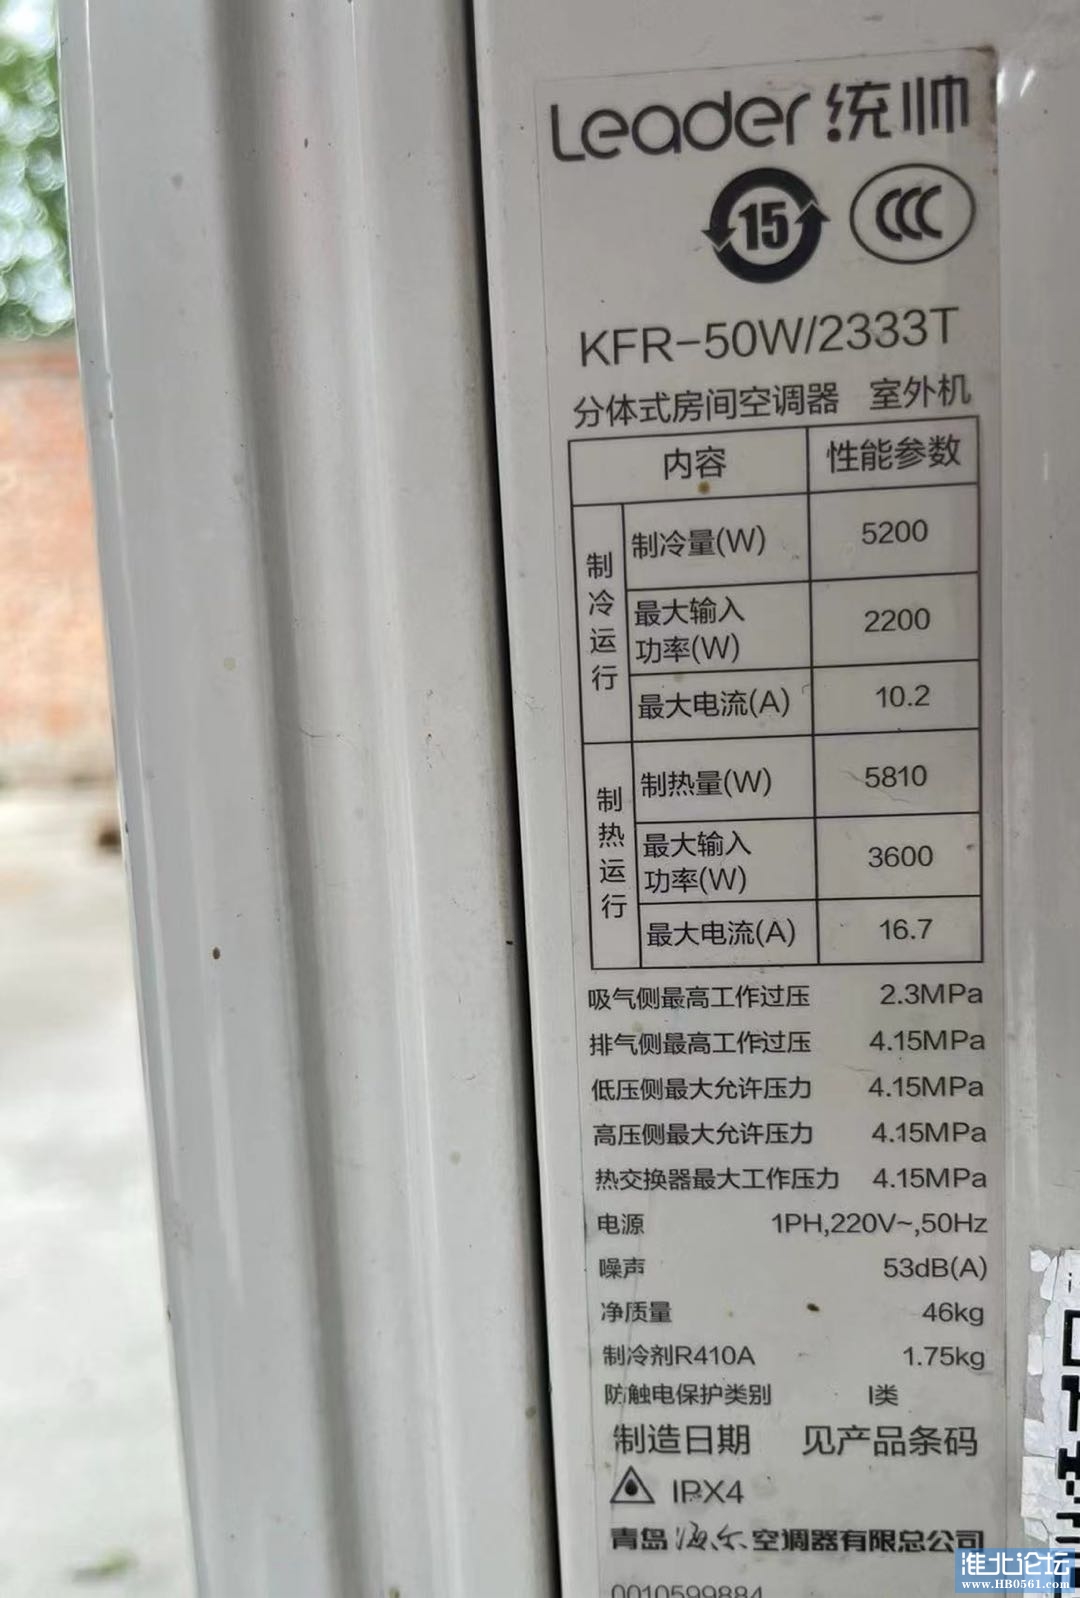 Leader 统帅
15 CCC
KFR-50W/2333T
分体式房间空调器 室外机
内容 性能参数
制冷运行
制冷量(W) 5200
最大输入
功率(W) 2200
最大电流(A) 10.2
制热运行
制热量(W) 5810
最大输入
功率(W) 3600
最大电流(A) 16.7
吸气侧最高工作过压 2.3MPa
排气侧最高工作过压 4.15MPa
低压侧最大允许压力 4.15MPa
高压侧最大允许压力 4.15MPa
热交换器最大工作压力 4.15MPa
电源 1PH,220V~,50Hz
噪声 53dB(A)
净质量 46kg
制冷剂R410A 1.75kg
防触电保护类别 I类
制造日期 见产品条码
IPX4
青岛海尔空调器有限总公司
0010599884
淮北论坛
www.HB0561.com